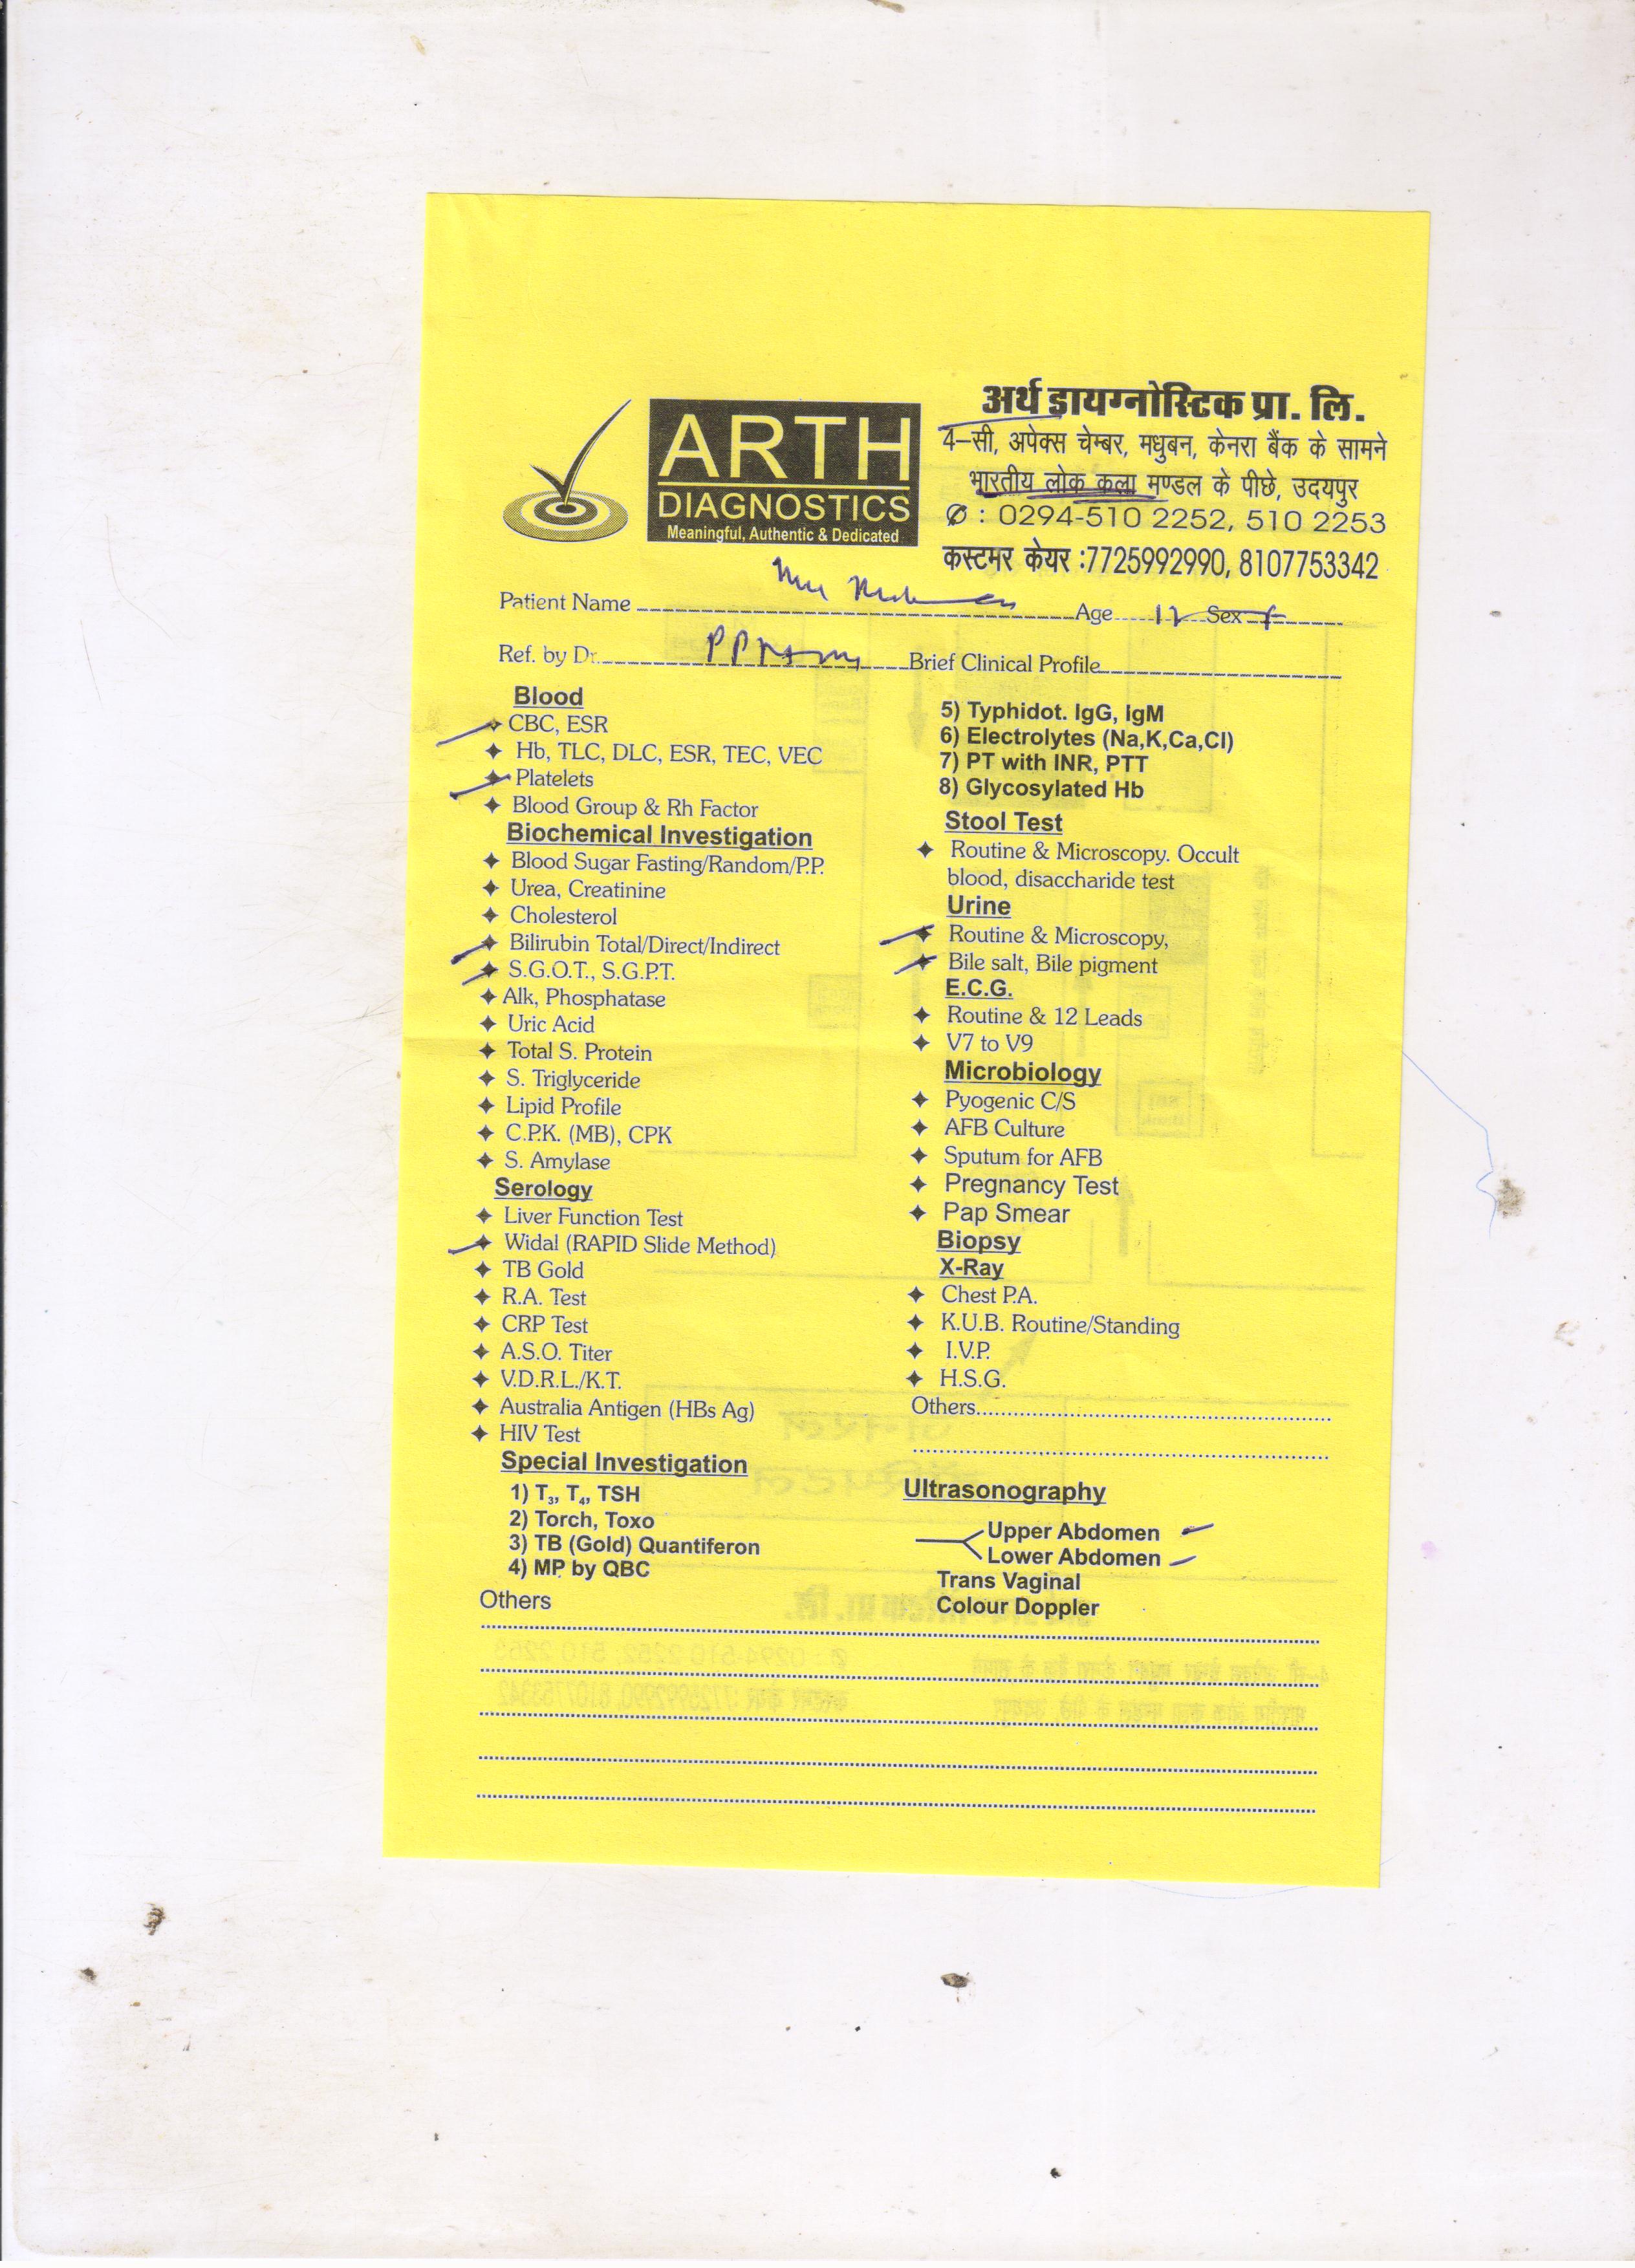 ARTH
DIAGNOSTICS
Meaningful, Authentic & Dedicated
अर्थ डायग्नोस्टिक प्रा. लि.
4–सी, अपेक्स चेम्बर, मधुबन, केनरा बैंक के सामने
भारतीय लोक कला मण्डल के पीछे, उदयपुर
✆ : 0294-510 2252, 510 2253
कस्टमर केयर :7725992990, 8107753342
Patient Name Age 12 Sex f
Ref. by Dr. Brief Clinical Profile
Blood
CBC, ESR
Hb, TLC, DLC, ESR, TEC, VEC
Platelets
Blood Group & Rh Factor
Biochemical Investigation
Blood Sugar Fasting/Random/P.P.
Urea, Creatinine
Cholesterol
Bilirubin Total/Direct/Indirect
S.G.O.T., S.G.P.T.
Alk, Phosphatase
Uric Acid
Total S. Protein
S. Triglyceride
Lipid Profile
C.P.K. (MB), CPK
S. Amylase
Serology
Liver Function Test
Widal (RAPID Slide Method)
TB Gold
R.A. Test
CRP Test
A.S.O. Titer
V.D.R.L./K.T.
Australia Antigen (HBs Ag)
HIV Test
Special Investigation
1) T3, T4, TSH
2) Torch, Toxo
3) TB (Gold) Quantiferon
4) MP by QBC
Others
5) Typhidot. IgG, IgM
6) Electrolytes (Na,K,Ca,Cl)
7) PT with INR, PTT
8) Glycosylated Hb
Stool Test
Routine & Microscopy. Occult
blood, disaccharide test
Urine
Routine & Microscopy,
Bile salt, Bile pigment
E.C.G.
Routine & 12 Leads
V7 to V9
Microbiology
Pyogenic C/S
AFB Culture
Sputum for AFB
Pregnancy Test
Pap Smear
Biopsy
X-Ray
Chest P.A.
K.U.B. Routine/Standing
I.V.P.
H.S.G.
Others
Ultrasonography
Upper Abdomen
Lower Abdomen
Trans Vaginal
Colour Doppler